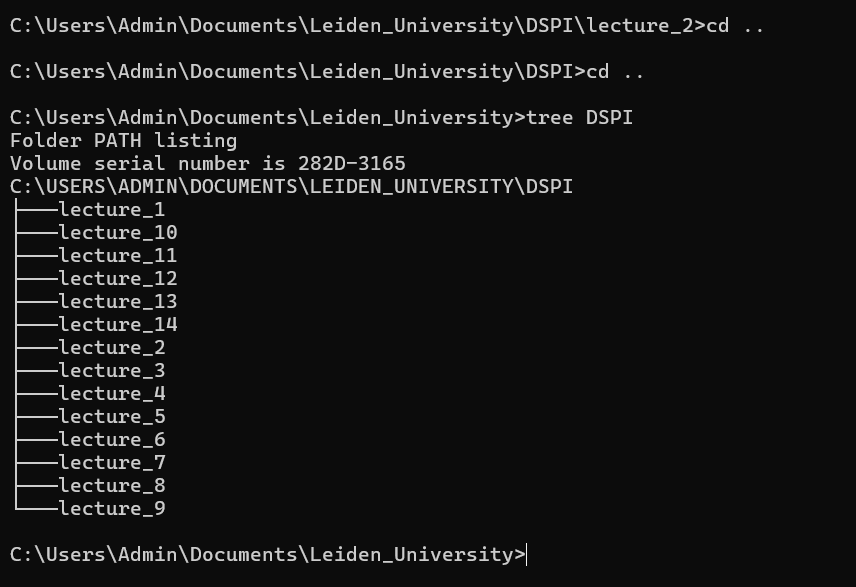 C:\Users\Admin\Documents\Leiden_University\DSPI\lecture_2>cd ..
C:\Users\Admin\Documents\Leiden_University\DSPI>cd ..
C:\Users\Admin\Documents\Leiden_University>tree DSPI
Folder PATH listing
Volume serial number is 282D-3165
C:\USERS\ADMIN\DOCUMENTS\LEIDEN_UNIVERSITY\DSPI
├───lecture_1
├───lecture_10
├───lecture_11
├───lecture_12
├───lecture_13
├───lecture_14
├───lecture_2
├───lecture_3
├───lecture_4
├───lecture_5
├───lecture_6
├───lecture_7
├───lecture_8
└───lecture_9
C:\Users\Admin\Documents\Leiden_University>